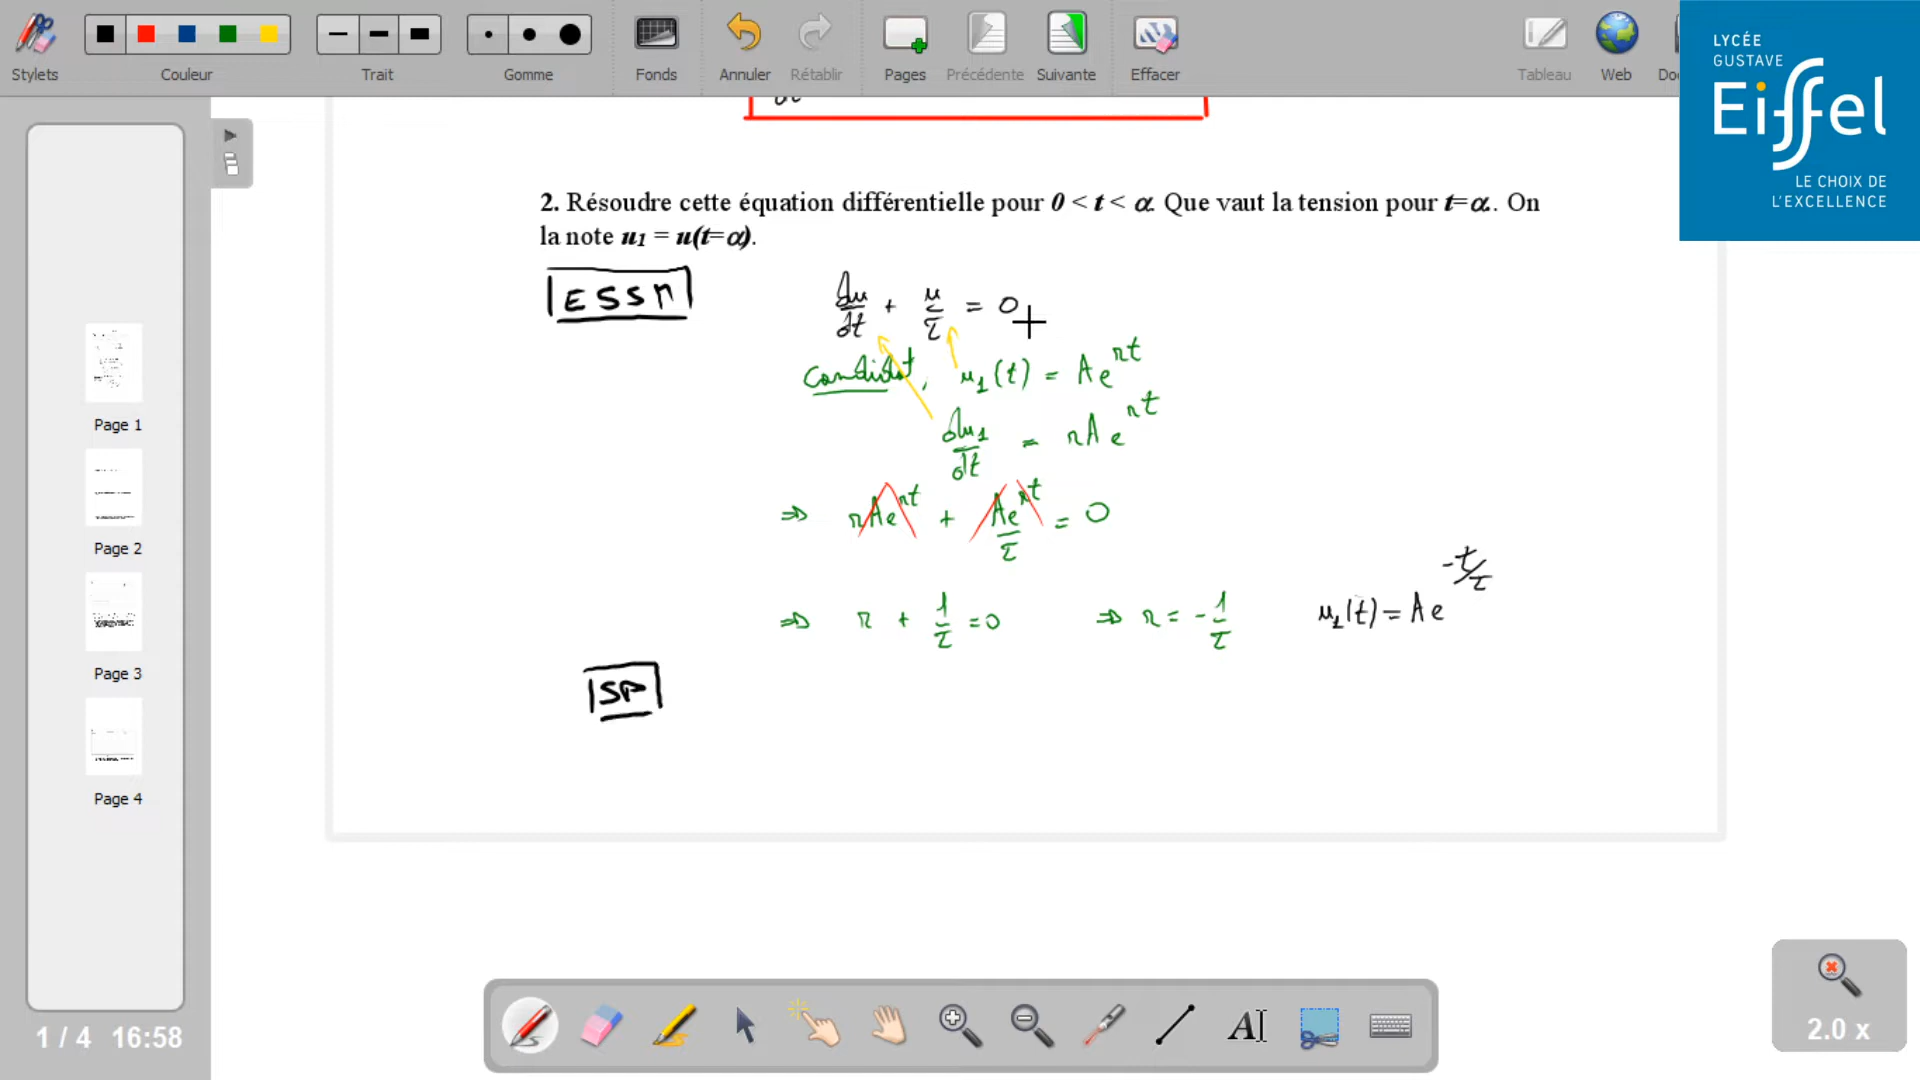 Stylets Couleur Trait Gomme Fonds Annuler Rétablir Pages Précédente Suivante Effacer Tableau Web
LYCÉE
GUSTAVE
Eiffel
LE CHOIX DE
L'EXCELLENCE
2. Résoudre cette équation différentielle pour 0 < t < α. Que vaut la tension pour t=α. On
la note u1 = u(t=α).
ESSM
du/dt + u/τ = 0
Candidat, u1(t) = Ae^rt
du1/dt = rAe^rt
⇒ rAe^rt + Ae^rt/τ = 0
⇒ r + 1/τ = 0 ⇒ r = -1/τ u1(t) = Ae^-t/τ
SP
Page 1
Page 2
Page 3
Page 4
1 / 4 16:58
2.0 x